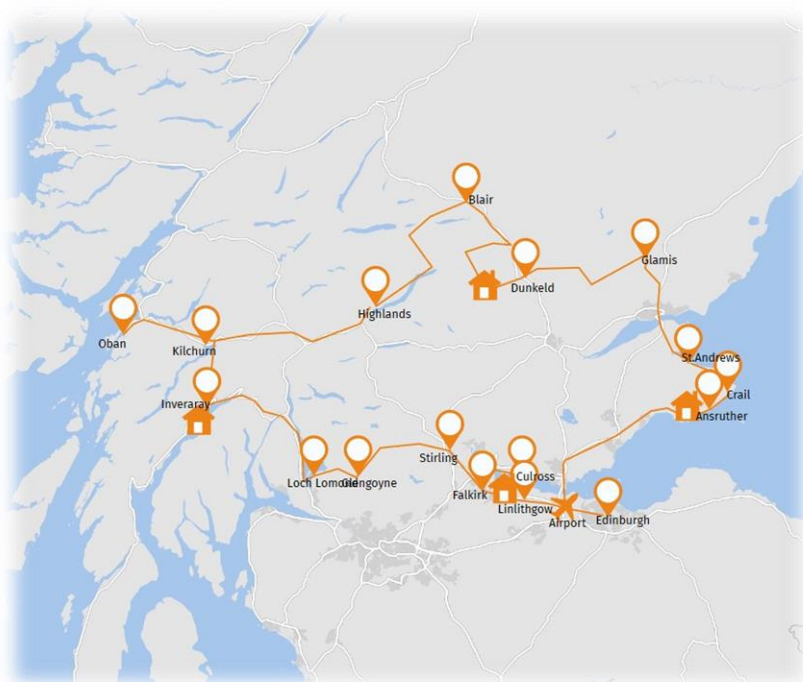 Blair
Glamis
Dunkeld
Highlands
Oban
Kilchurn
St.Andrews
Crail
Inveraray
Ansruther
Stirling
Culross
Loch Lomond
Glengoyne
Falkirk
Linlithgow
Airport
Edinburgh